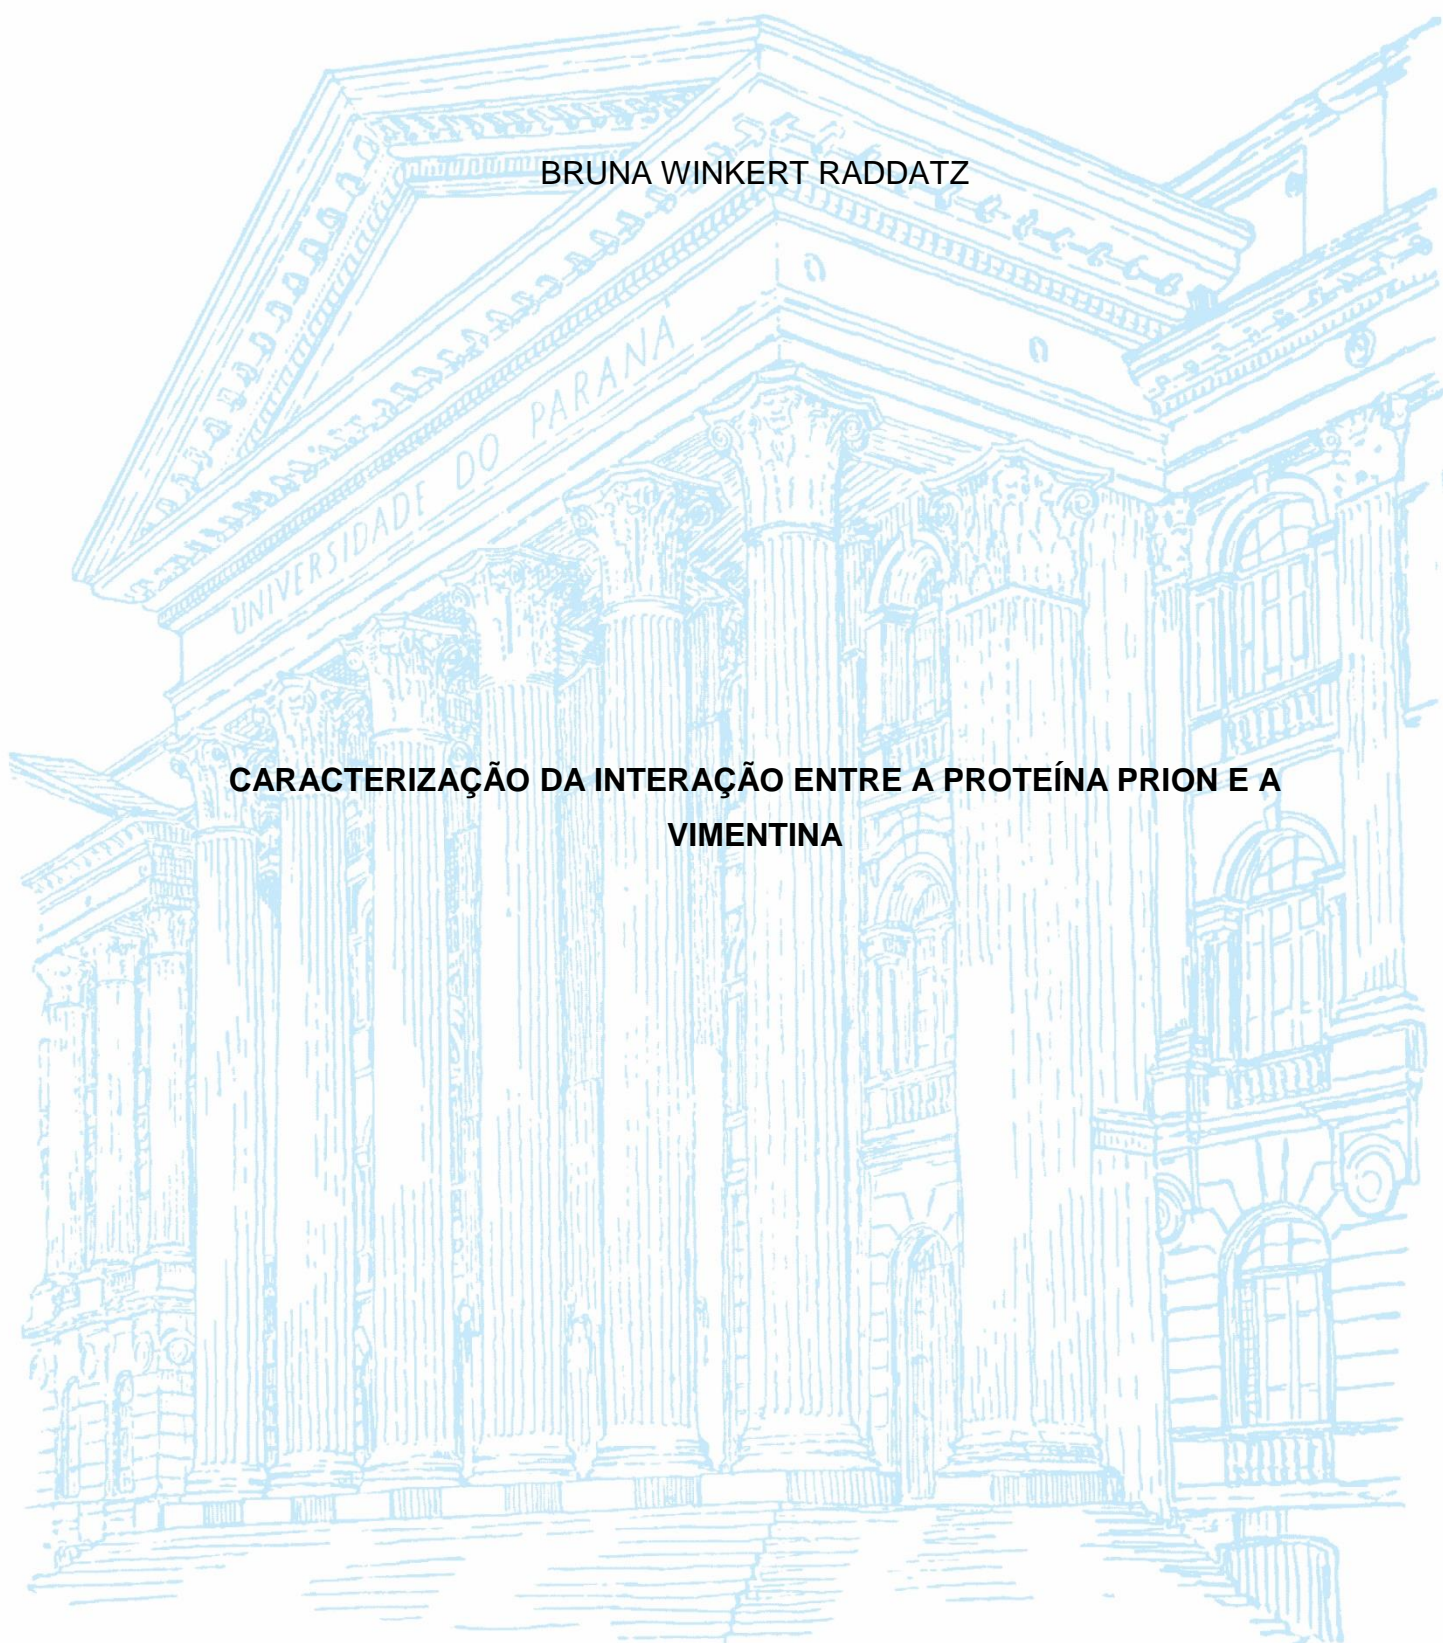 BRUNA WINKERT RADDATZ
UNIVERSIDADE DO PARANÁ
CARACTERIZAÇÃO DA INTERAÇÃO ENTRE A PROTEÍNA PRION E A
VIMENTINA